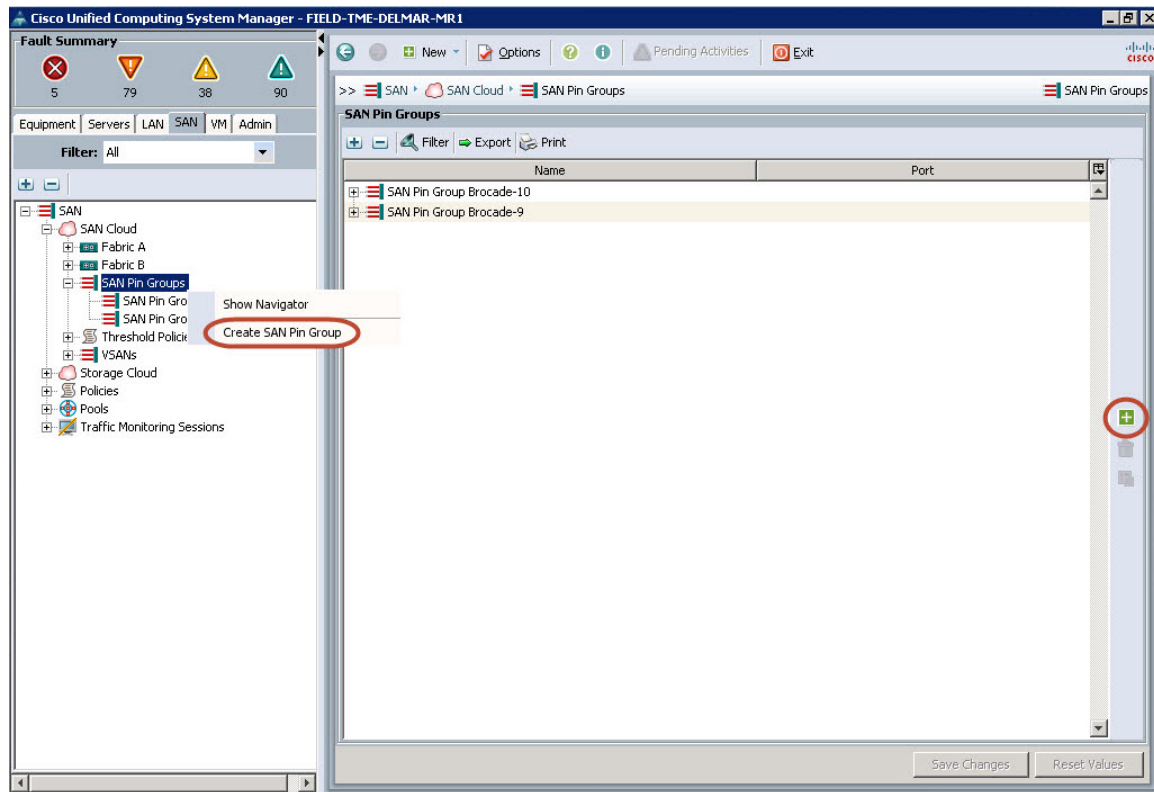 Cisco Unified Computing System Manager - FIELD-TME-DELMAR-MR1
Fault Summary
5 79 38 90
Equipment Servers LAN SAN VM Admin
Filter: All
SAN
SAN Cloud
Fabric A
Fabric B
SAN Pin Groups
SAN Pin Gro
SAN Pin Gro
Threshold Policie
VSANs
Storage Cloud
Policies
Pools
Traffic Monitoring Sessions
Show Navigator
Create SAN Pin Group
New Options Pending Activities Exit
CISCO
>> SAN SAN Cloud SAN Pin Groups SAN Pin Groups
SAN Pin Groups
Filter Export Print
Name Port
SAN Pin Group Brocade-10
SAN Pin Group Brocade-9
Save Changes Reset Values